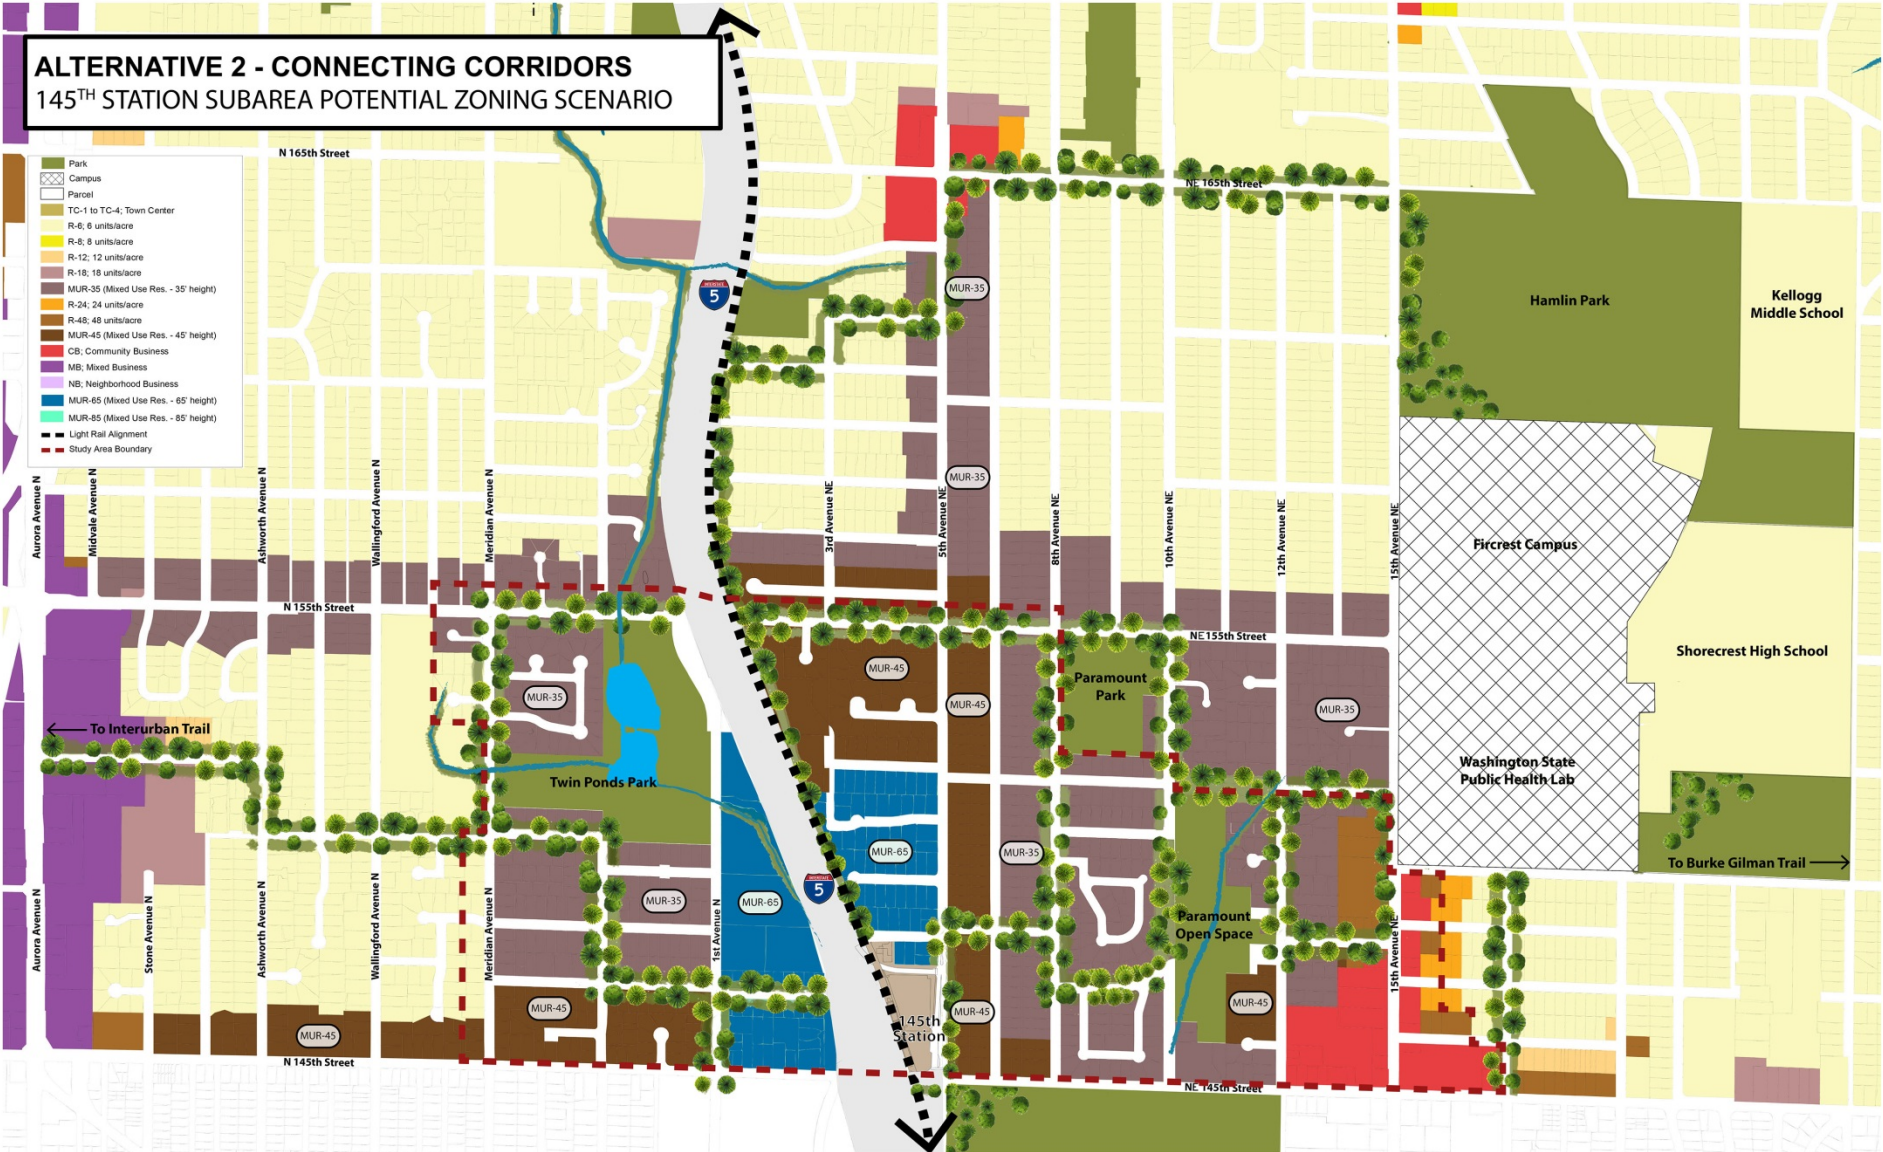 ALTERNATIVE 2 - CONNECTING CORRIDORS
145TH STATION SUBAREA POTENTIAL ZONING SCENARIO
Park
Campus
Parcel
TC-1 to TC-4; Town Center
R-6; 6 units/acre
R-8; 8 units/acre
R-12; 12 units/acre
R-18; 18 units/acre
MUR-35 (Mixed Use Res. - 35' height)
R-24; 24 units/acre
R-48; 48 units/acre
MUR-45 (Mixed Use Res. - 45' height)
CB; Community Business
MB; Mixed Business
NB; Neighborhood Business
MUR-65 (Mixed Use Res. - 65' height)
MUR-85 (Mixed Use Res. - 85' height)
Light Rail Alignment
Study Area Boundary
N 165th Street
NE 165th Street
INTERSTATE
5
MUR-35
Hamlin Park
Kellogg
Middle School
MUR-35
Aurora Avenue N
Midvale Avenue N
Ashworth Avenue N
Wallingford Avenue N
Meridian Avenue N
3rd Avenue NE
5th Avenue NE
8th Avenue NE
10th Avenue NE
12th Avenue NE
15th Avenue NE
Fircrest Campus
N 155th Street
NE 155th Street
Shorecrest High School
MUR-45
MUR-35
MUR-45
Paramount
Park
MUR-35
To Interurban Trail
Twin Ponds Park
Washington State
Public Health Lab
MUR-65
MUR-35
To Burke Gilman Trail
INTERSTATE
5
MUR-35
MUR-65
Aurora Avenue N
Stone Avenue N
Ashworth Avenue N
Wallingford Avenue N
Meridian Avenue N
1st Avenue N
15th Avenue NE
Paramount
Open Space
MUR-45
MUR-45
MUR-45
MUR-45
145th
Station
N 145th Street
NE 145th Street